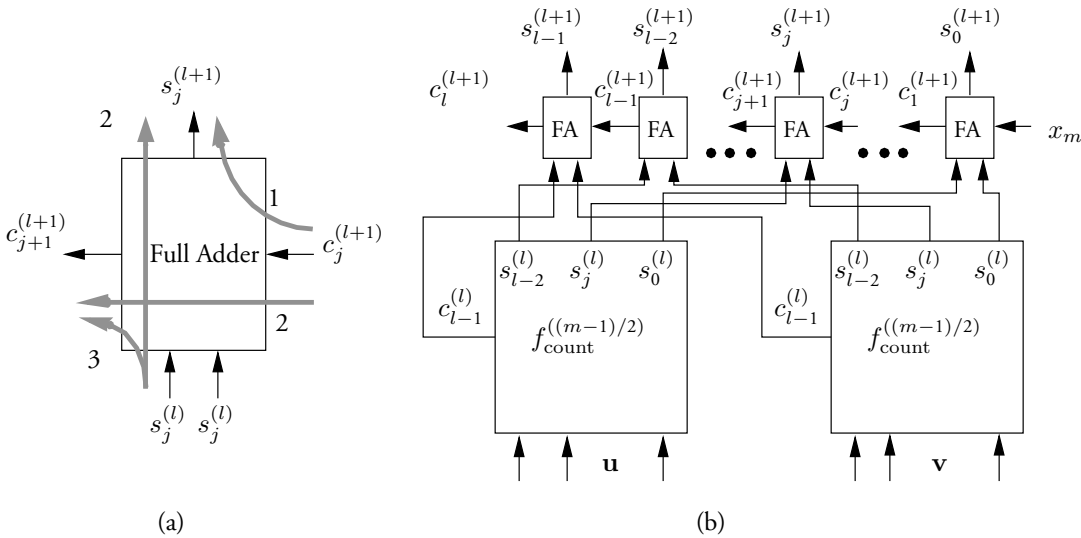 s_j^{(l+1)}
2
1
c_{j+1}^{(l+1)}
Full Adder
c_j^{(l+1)}
2
3
s_j^{(l)} s_j^{(l)}
(a)
s_{l-1}^{(l+1)} s_{l-2}^{(l+1)} s_j^{(l+1)} s_0^{(l+1)}
c_l^{(l+1)} c_{l-1}^{(l+1)} c_{j+1}^{(l+1)} c_j^{(l+1)} c_1^{(l+1)}
FA FA FA FA x_m
s_{l-2}^{(l)} s_j^{(l)} s_0^{(l)} s_{l-2}^{(l)} s_j^{(l)} s_0^{(l)}
c_{l-1}^{(l)} c_{l-1}^{(l)}
f_{count}^{((m-1)/2)} f_{count}^{((m-1)/2)}
u v
(b)